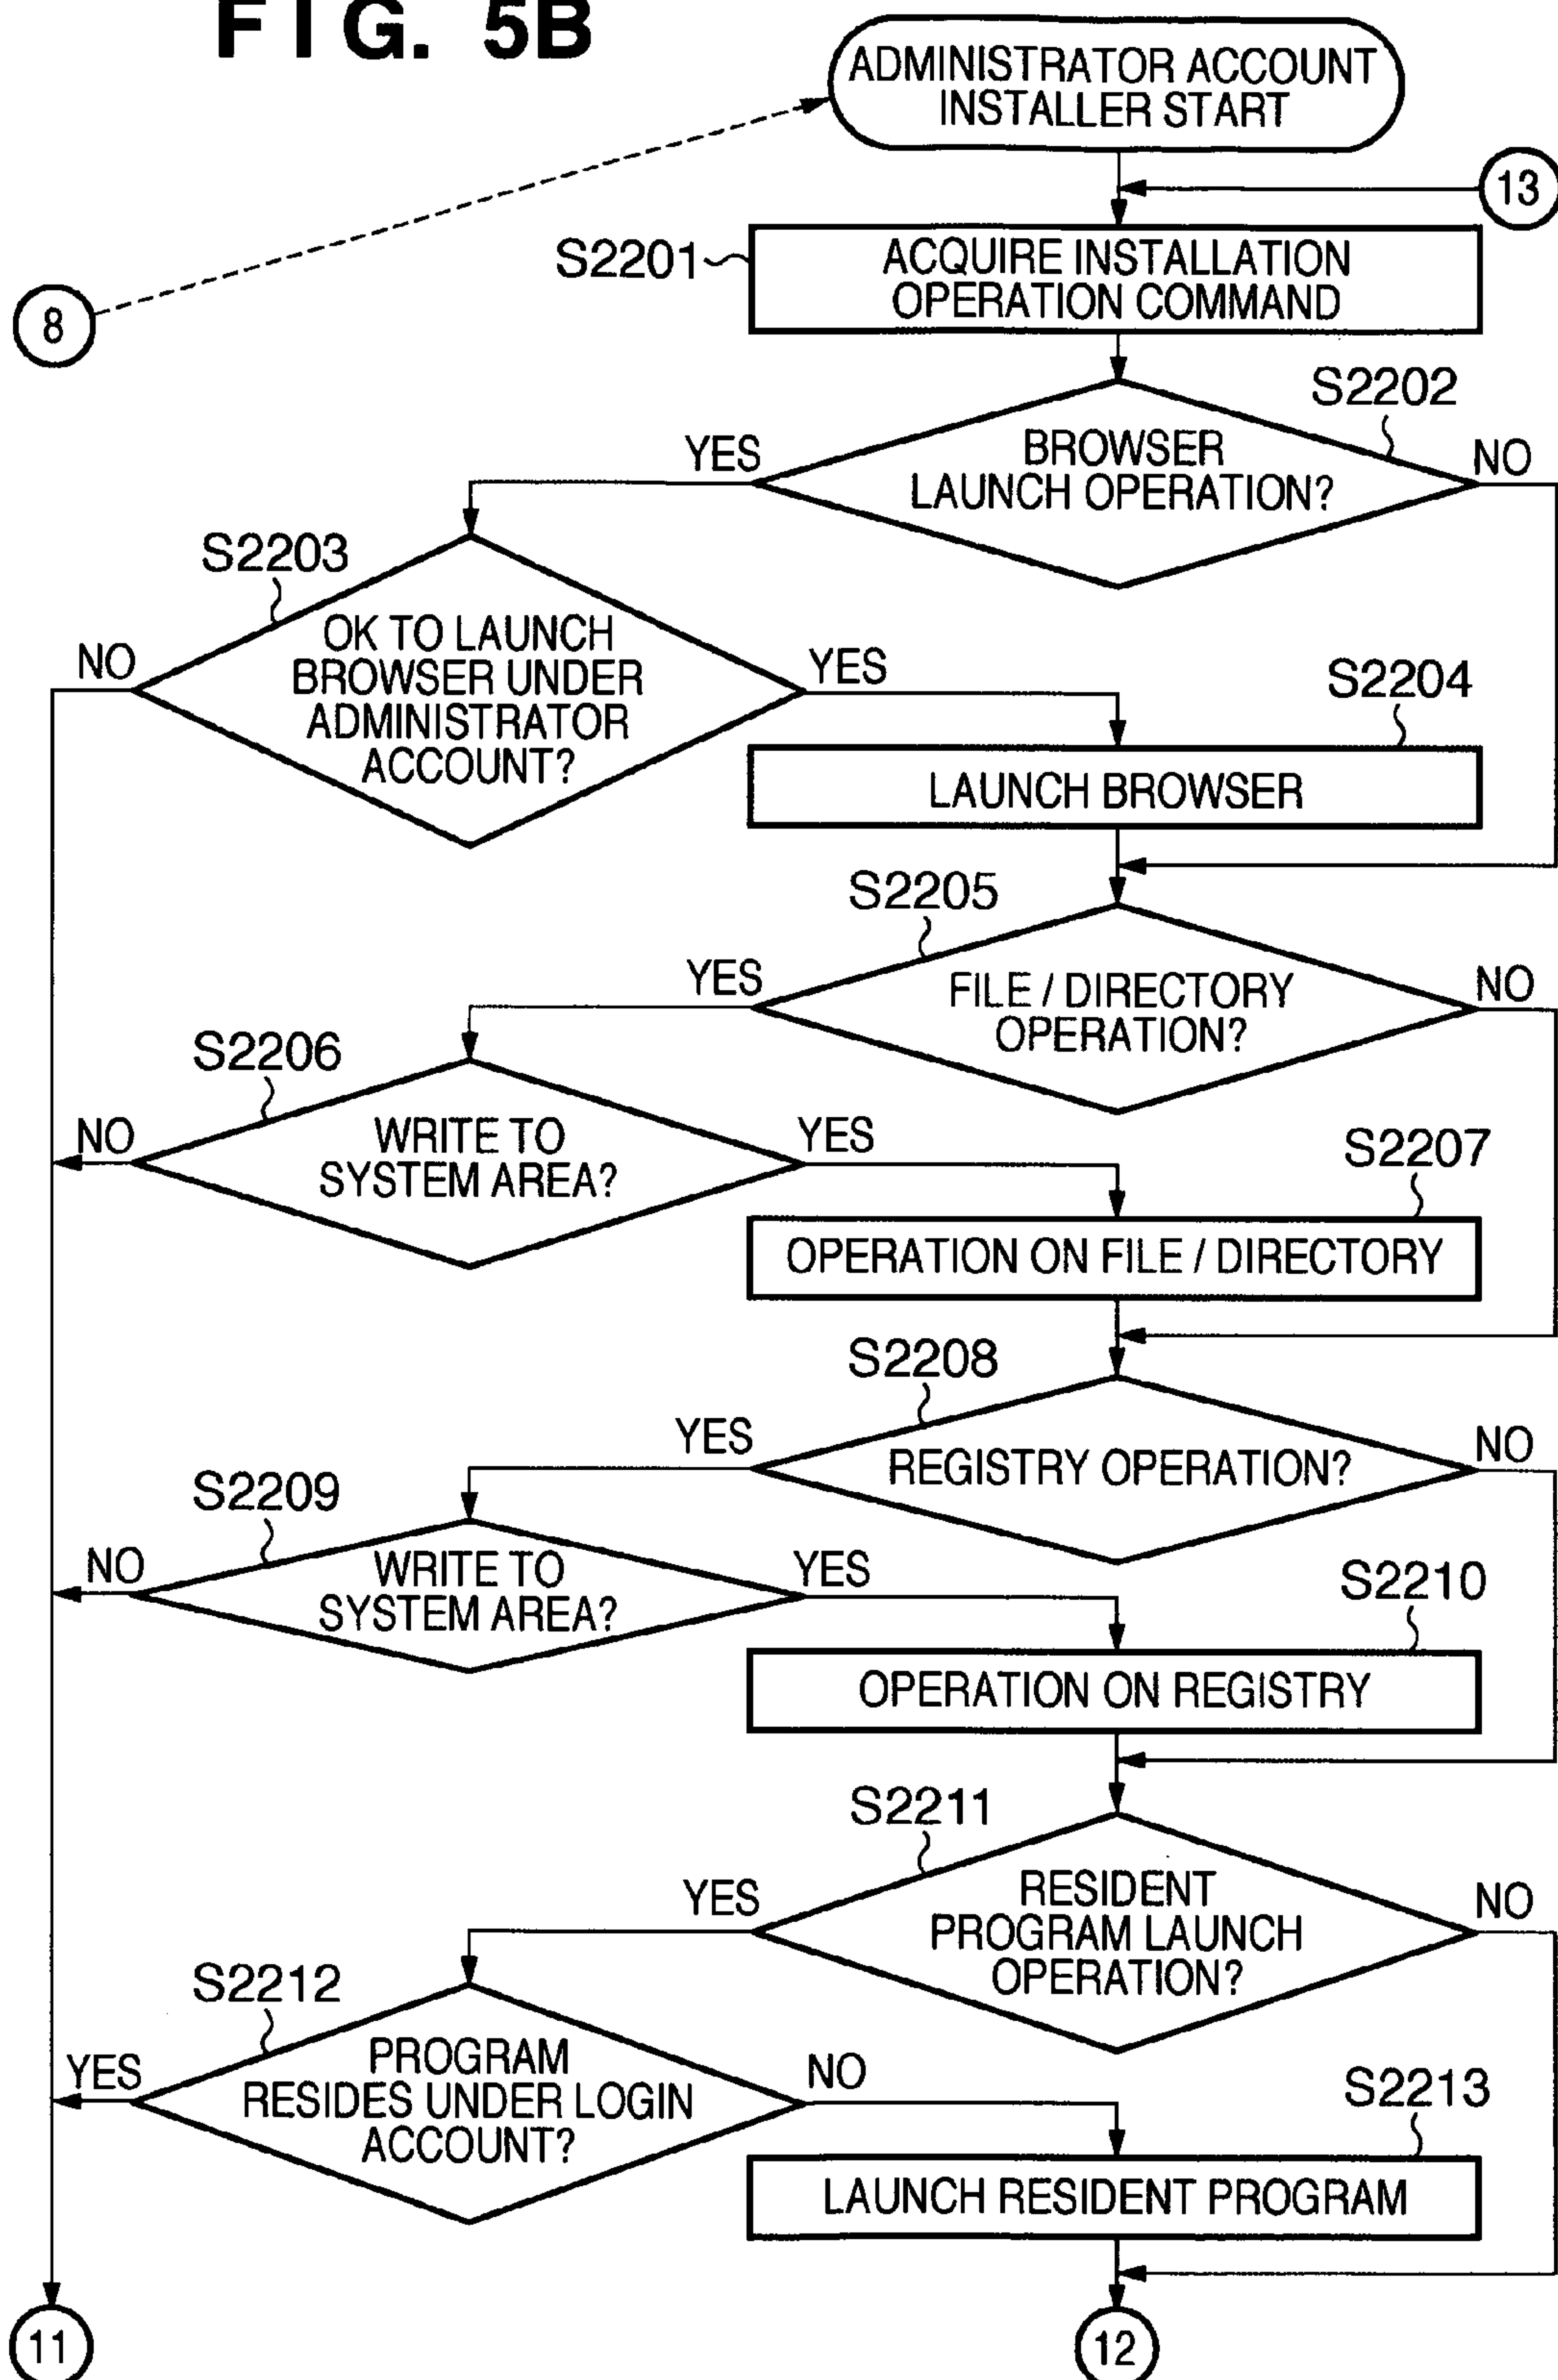 FIG. 5B
ADMINISTRATOR ACCOUNT
INSTALLER START
13
S2201
ACQUIRE INSTALLATION
OPERATION COMMAND
8
S2202
YES
BROWSER
LAUNCH OPERATION?
NO
S2203
NO
OK TO LAUNCH
BROWSER UNDER
ADMINISTRATOR
ACCOUNT?
YES
S2204
LAUNCH BROWSER
S2205
YES
FILE / DIRECTORY
OPERATION?
NO
S2206
NO
WRITE TO
SYSTEM AREA?
YES
S2207
OPERATION ON FILE / DIRECTORY
S2208
YES
REGISTRY OPERATION?
NO
S2209
NO
WRITE TO
SYSTEM AREA?
YES
S2210
OPERATION ON REGISTRY
S2211
YES
RESIDENT
PROGRAM LAUNCH
OPERATION?
NO
S2212
YES
PROGRAM
RESIDES UNDER LOGIN
ACCOUNT?
NO
S2213
LAUNCH RESIDENT PROGRAM
11
12